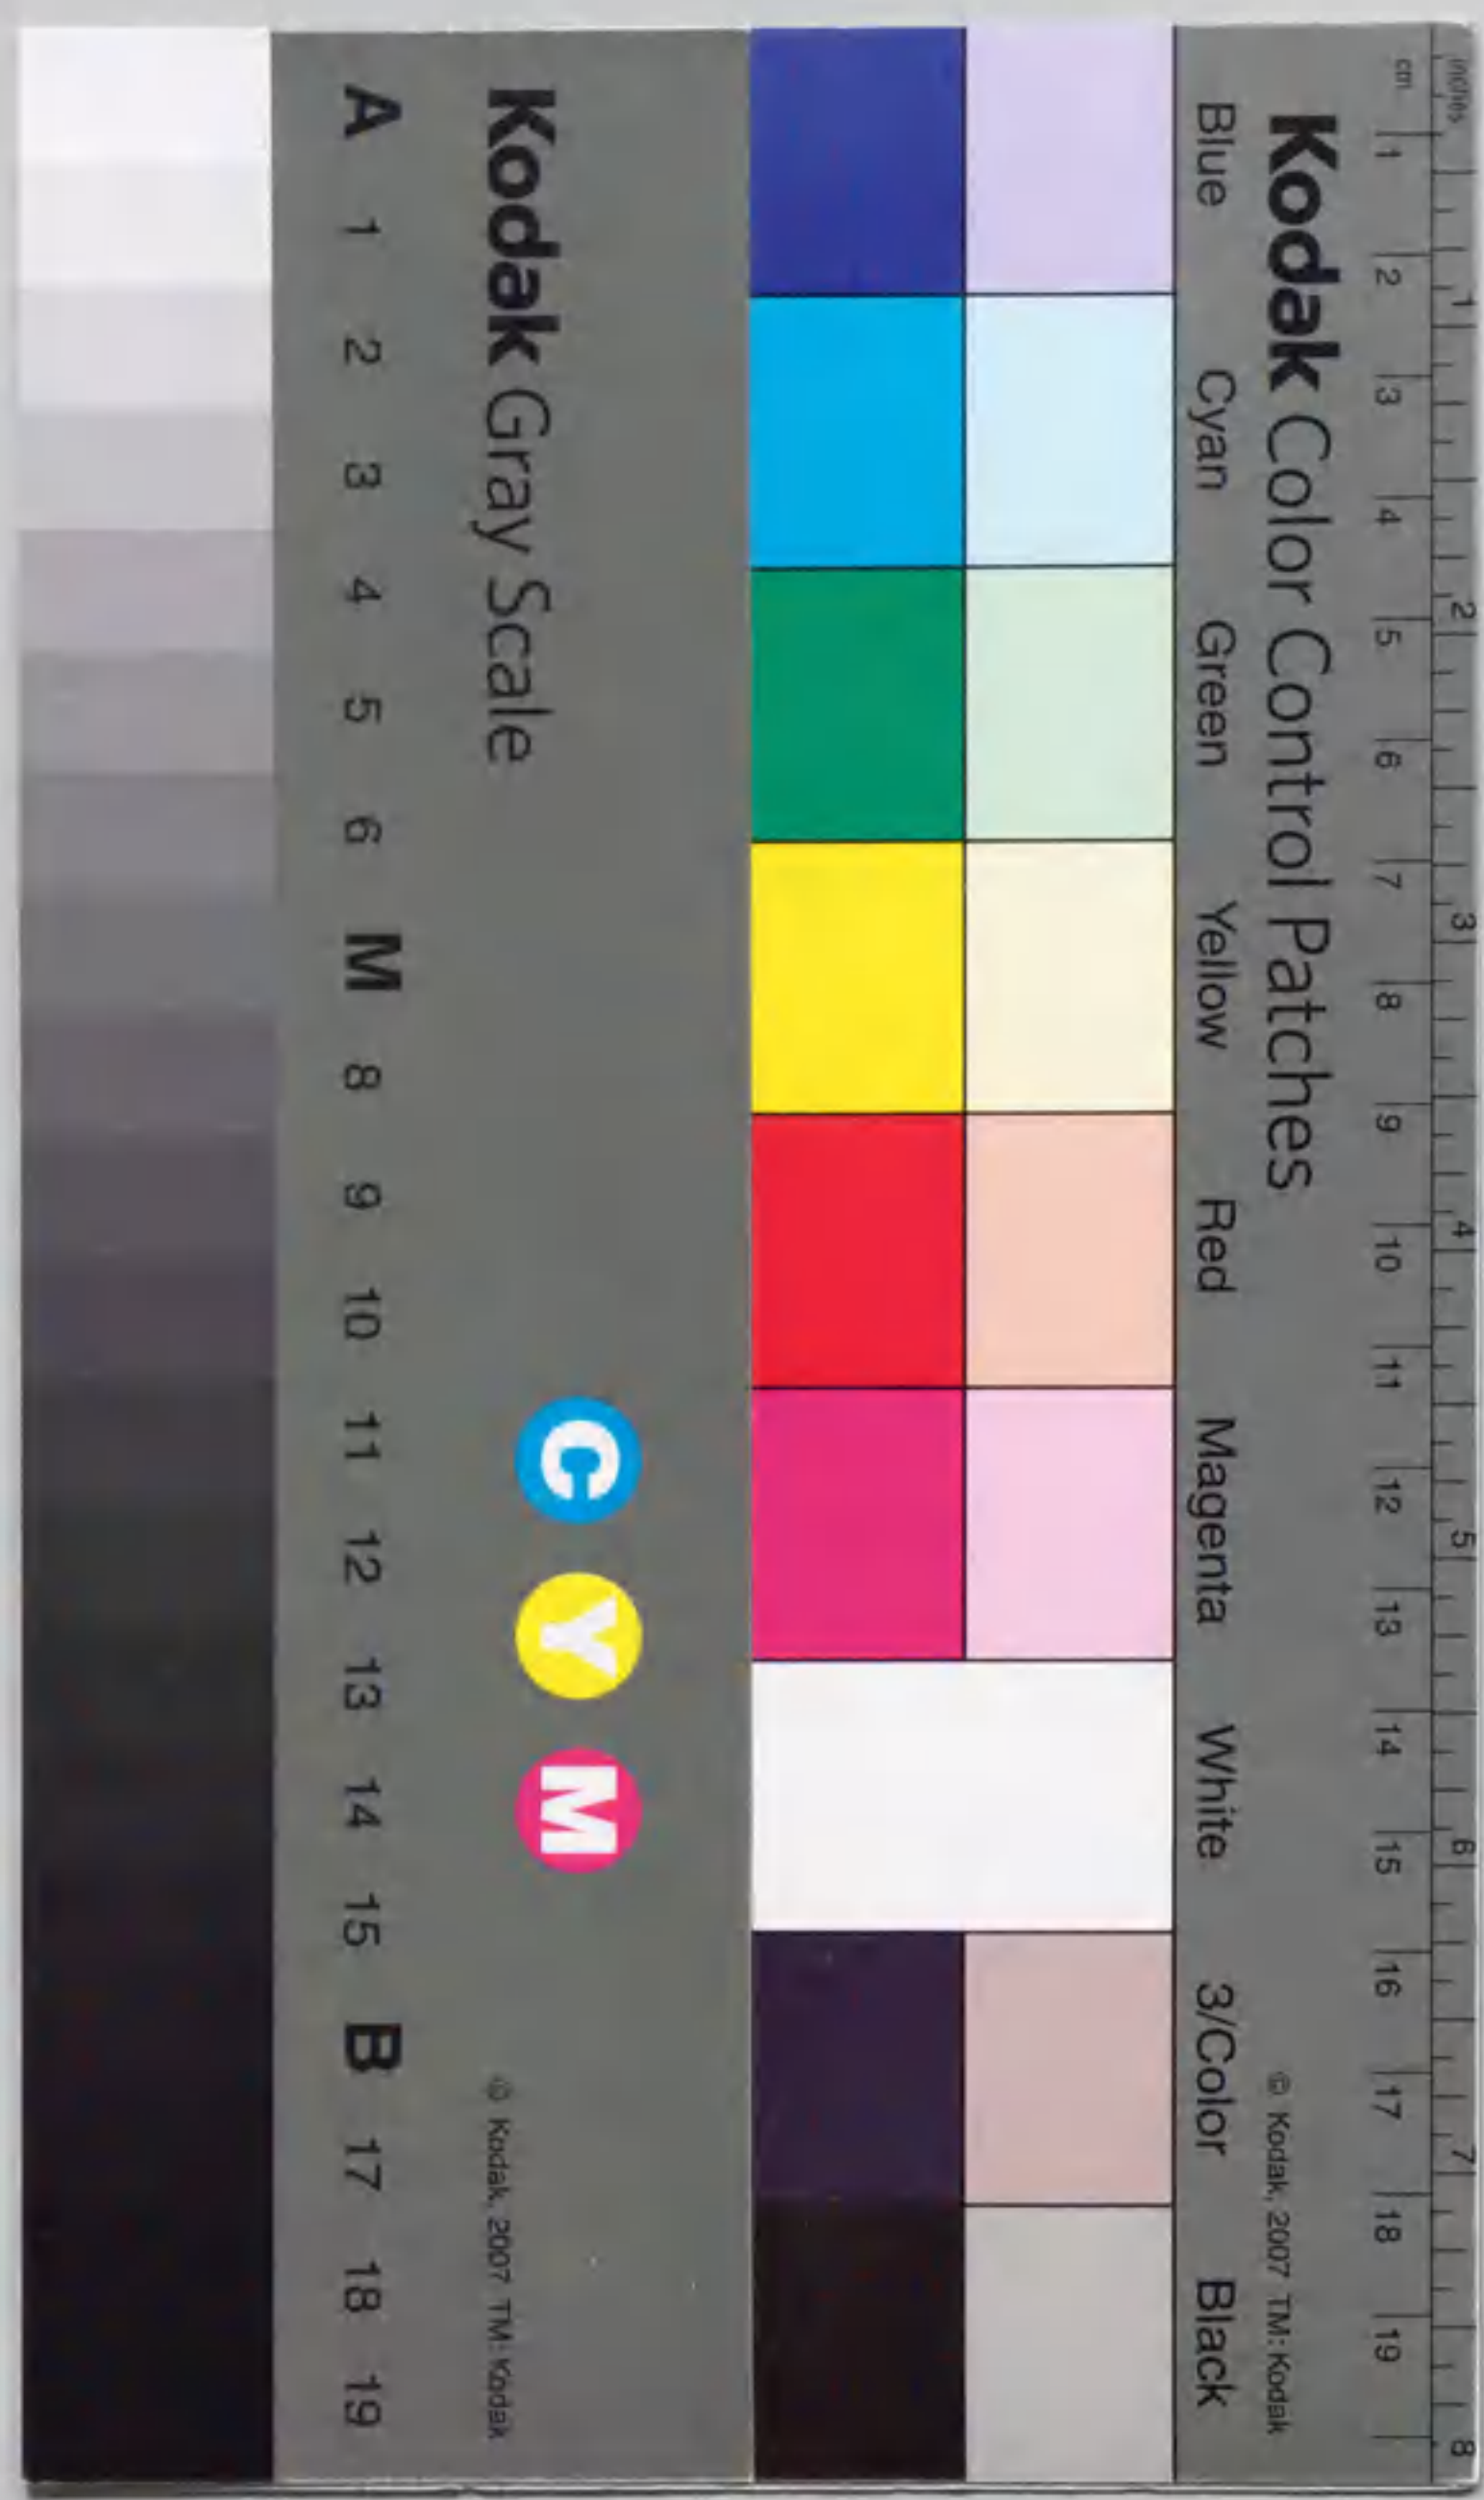 inches 1 2 3 4 5 6 7 8
cm 1 2 3 4 5 6 7 8 9 10 11 12 13 14 15 16 17 18 19
Kodak Color Control Patches © Kodak, 2007 TM: Kodak
Blue Cyan Green Yellow Red Magenta White 3/Color Black
C Y M
Kodak Gray Scale © Kodak, 2007 TM: Kodak
A 1 2 3 4 5 6 M 8 9 10 11 12 13 14 15 B 17 18 19